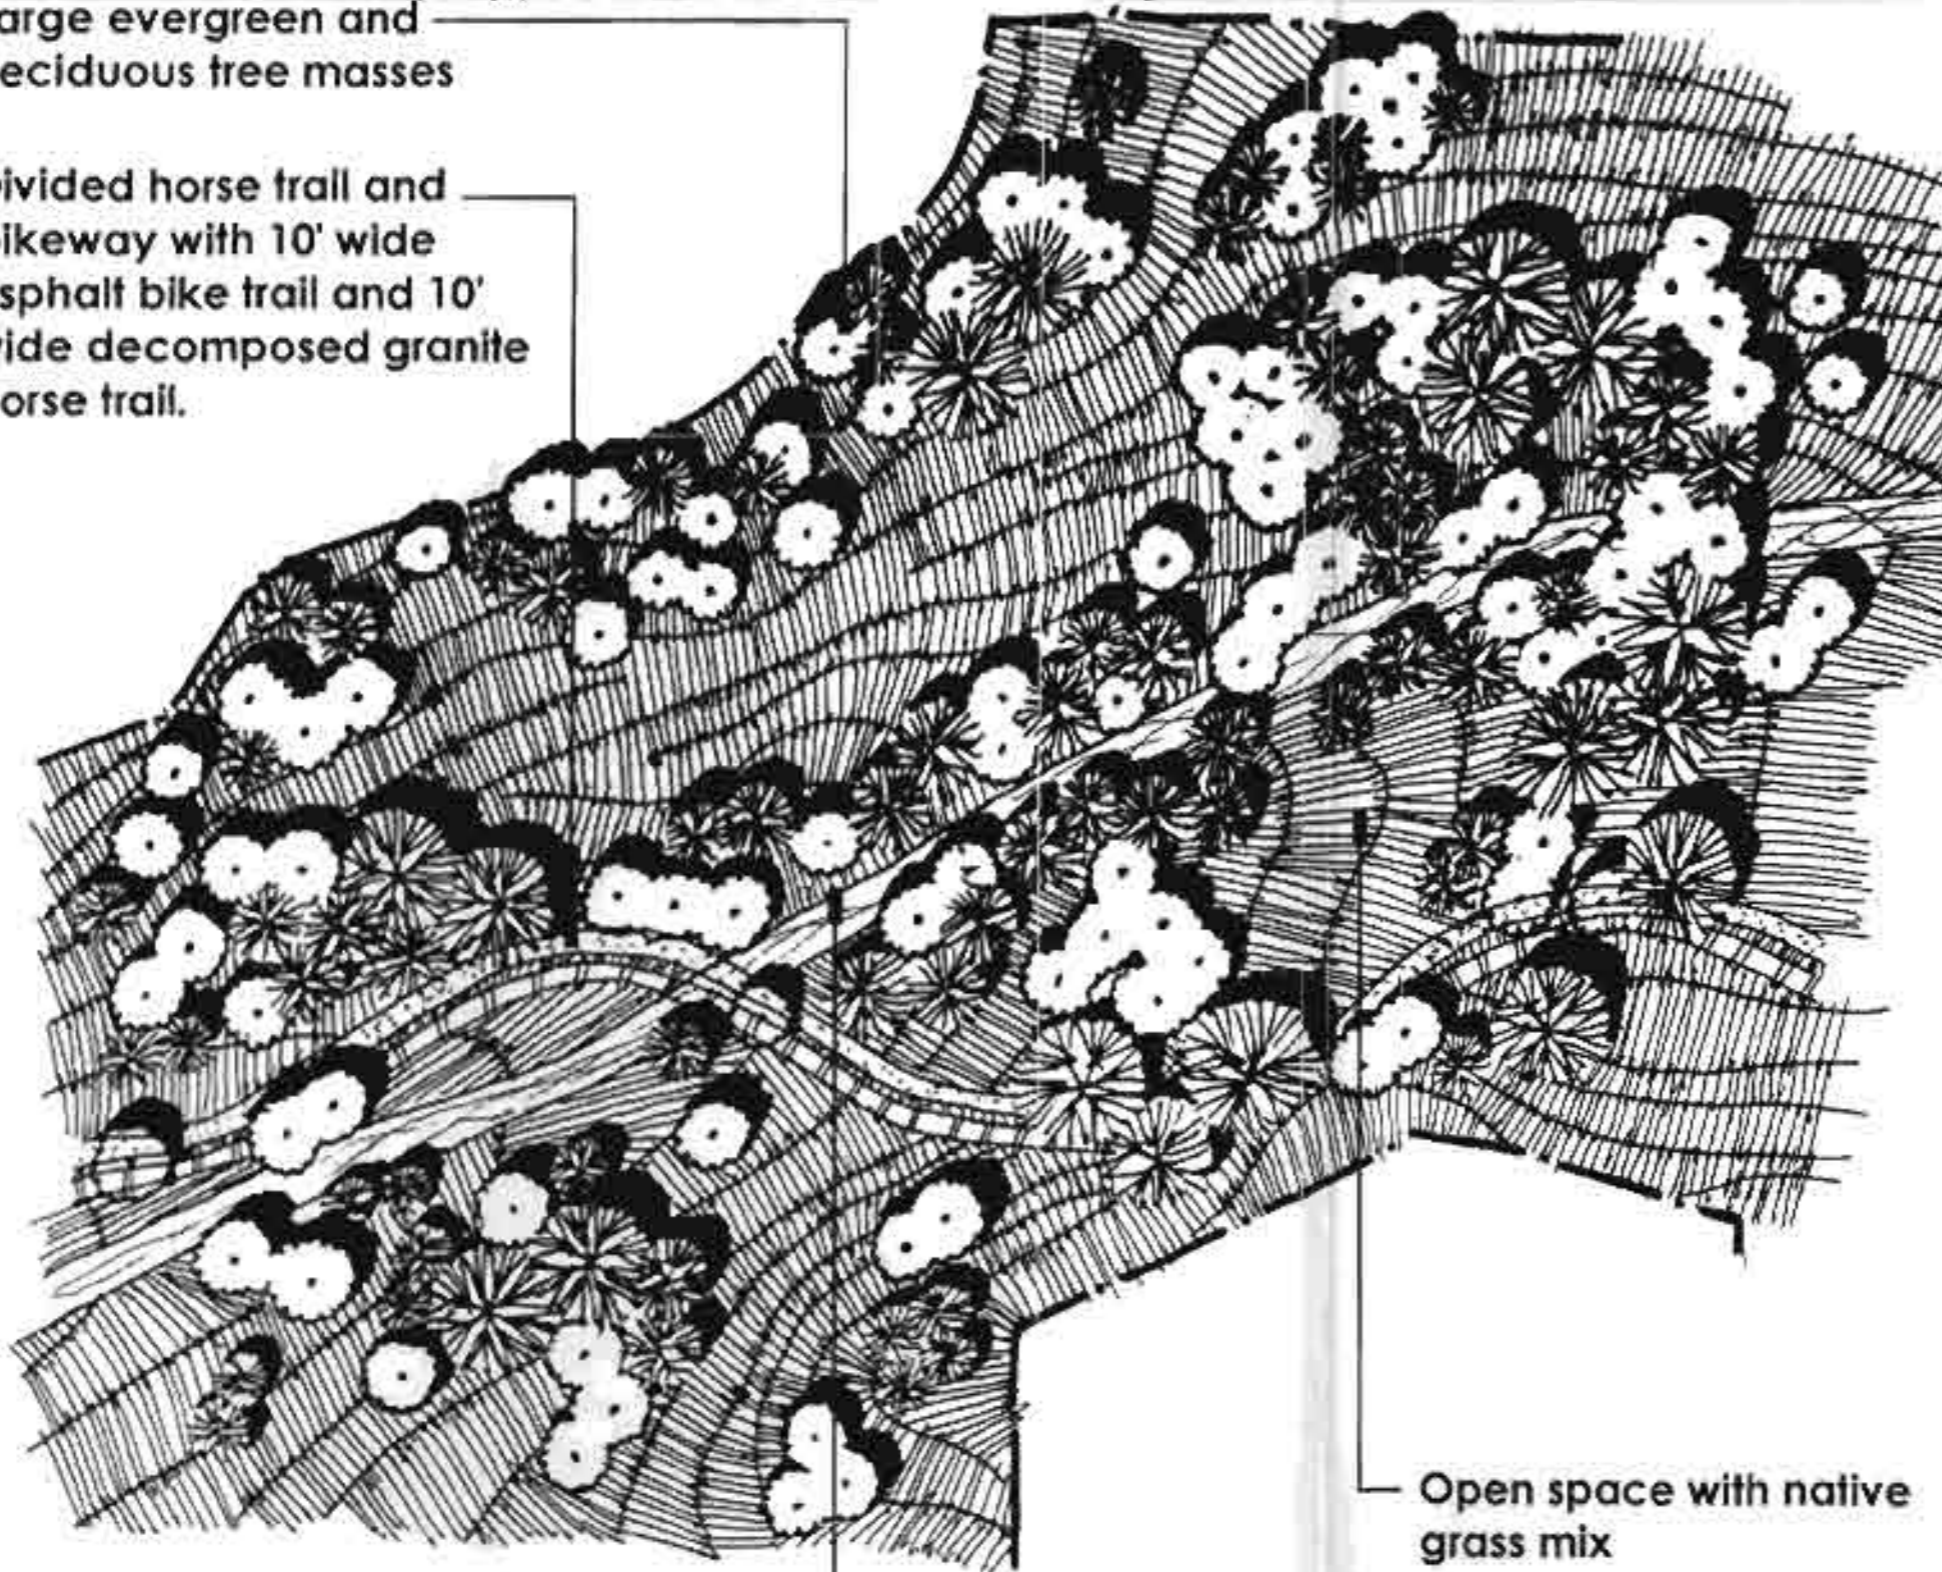 arge evergreen and
eciduous tree masses
ivided horse trail and
ikeway with 10' wide
sphalt bike trail and 10'
ide decomposed granite
orse trail.
Open space with native
grass mix